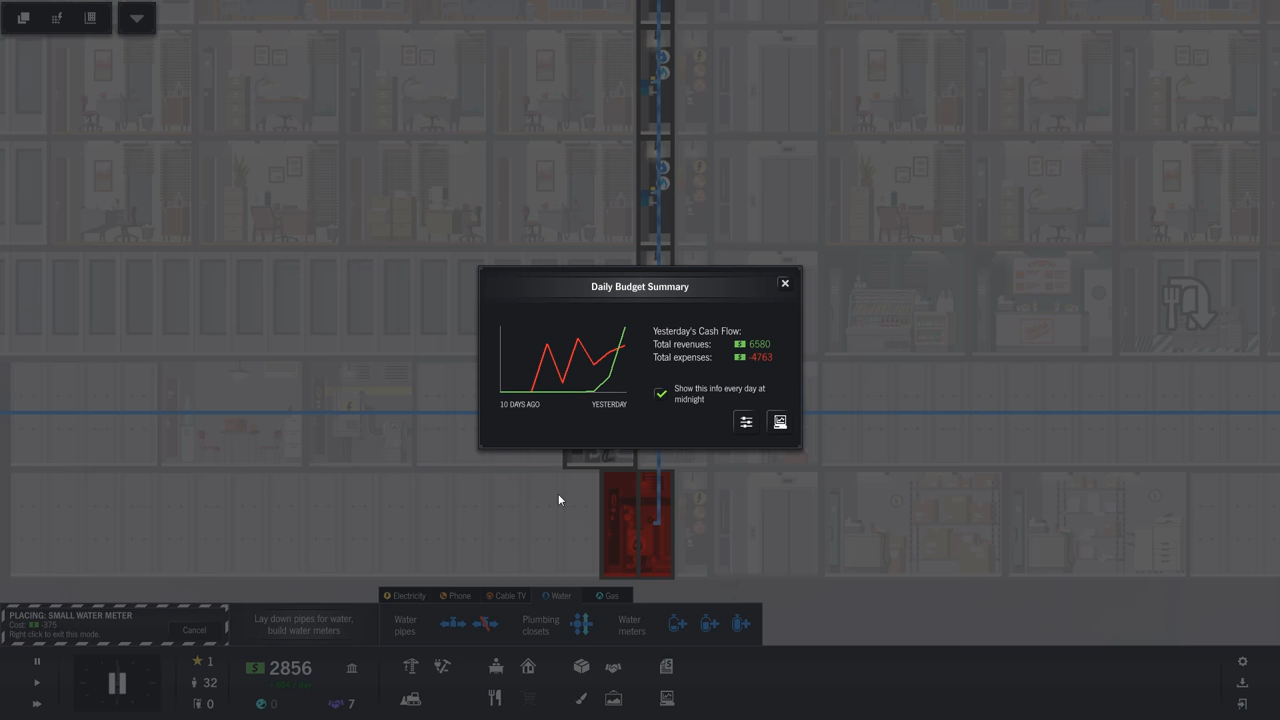 Daily Budget Summary
Yesterday's Cash Flow:
Total revenues: 6580
Total expenses: -4763
Show this info every day at
midnight
10 DAYS AGO YESTERDAY
Electricity Phone Cable TV Water Gas
PLACING: SMALL WATER METER
Cost: -375
Right click to exit this mode.
Cancel
Lay down pipes for water,
build water meters
Water
pipes
Plumbing
closets
Water
meters
1
32
0
2856
0
7